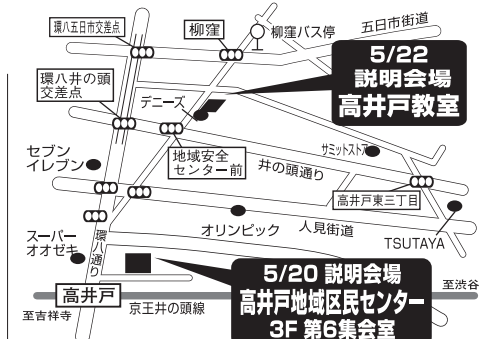 環八五日市交差点
柳窪
柳窪バス停
五日市街道
環八井の頭
交差点
デニーズ
5/22
説明会場
高井戸教室
セブン
イレブン
地域安全
センター前
井の頭通り
サミットストア
高井戸東三丁目
オリンピック
人見街道
TSUTAYA
スーパー
オオゼキ
環八通り
5/20 説明会場
高井戸地域区民センター
3F 第6集会室
高井戸
至渋谷
至吉祥寺
京王井の頭線